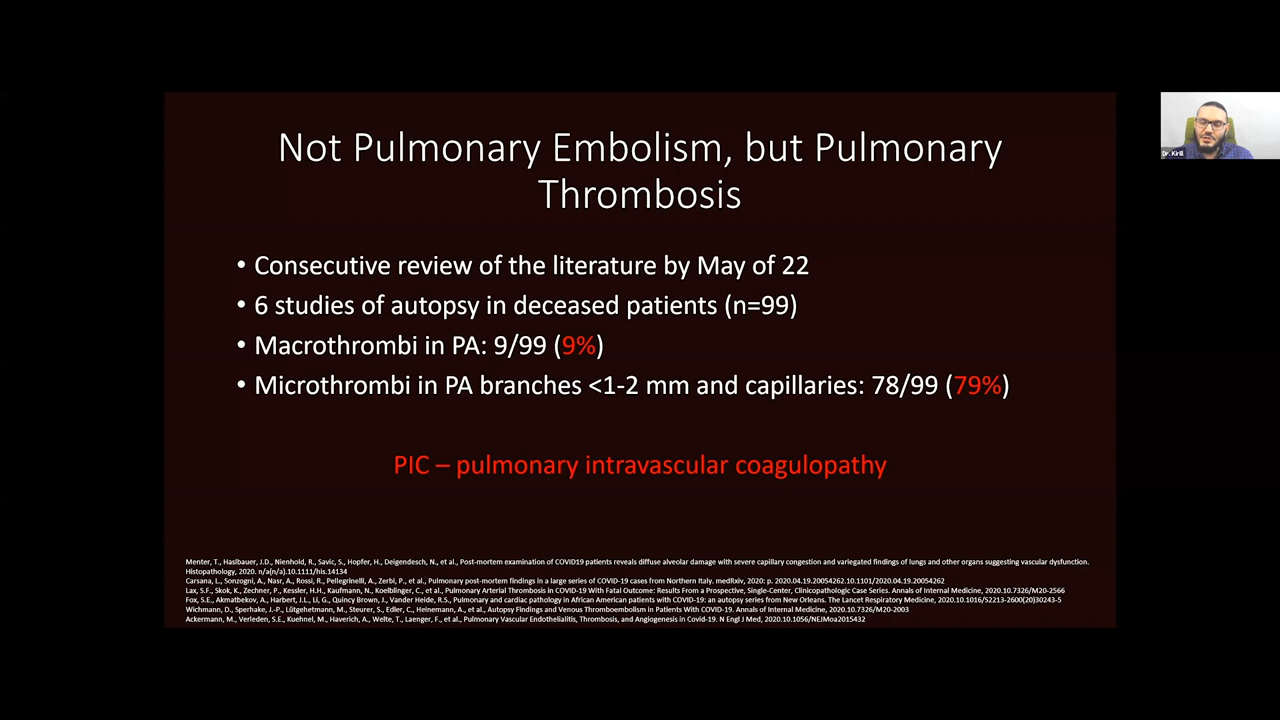 Not Pulmonary Embolism, but Pulmonary
Thrombosis
• Consecutive review of the literature by May of 22
• 6 studies of autopsy in deceased patients (n=99)
• Macrothrombi in PA: 9/99 (9%)
• Microthrombi in PA branches <1-2 mm and capillaries: 78/99 (79%)
PIC – pulmonary intravascular coagulopathy
Menter, T., Haslbauer, J.D., Nienhold, R., Savic, S., Hopfer, H., Deigendesch, N., et al., Post-mortem examination of COVID19 patients reveals diffuse alveolar damage with severe capillary congestion and variegated findings of lungs and other organs suggesting vascular dysfunction.
Histopathology, 2020. n/a(n/a).10.1111/his.14134
Carsana, L., Sonzogni, A., Nasr, A., Rossi, R., Pellegrinelli, A., Zerbi, P., et al., Pulmonary post-mortem findings in a large series of COVID-19 cases from Northern Italy. medRxiv, 2020: p. 2020.04.19.20054262.10.1101/2020.04.19.20054262
Lax, S.F., Skok, K., Zechner, P., Kessler, H.H., Kaufmann, N., Koelblinger, C., et al., Pulmonary Arterial Thrombosis in COVID-19 With Fatal Outcome: Results From a Prospective, Single-Center, Clinicopathologic Case Series. Annals of Internal Medicine, 2020.10.7326/M20-2566
Fox, S.E., Akmatbekov, A., Harbert, J.L., Li, G., Quincy Brown, J., Vander Heide, R.S., Pulmonary and cardiac pathology in African American patients with COVID-19: an autopsy series from New Orleans. The Lancet Respiratory Medicine, 2020.10.1016/S2213-2600(20)30243-5
Wichmann, D., Sperhake, J.-P., Lütgehetmann, M., Steurer, S., Edler, C., Heinemann, A., et al., Autopsy Findings and Venous Thromboembolism in Patients With COVID-19. Annals of Internal Medicine, 2020.10.7326/M20-2003
Ackermann, M., Verleden, S.E., Kuehnel, M., Haverich, A., Welte, T., Laenger, F., et al., Pulmonary Vascular Endothelialitis, Thrombosis, and Angiogenesis in Covid-19. N Engl J Med, 2020.10.1056/NEJMoa2015432
Dr. Kirill